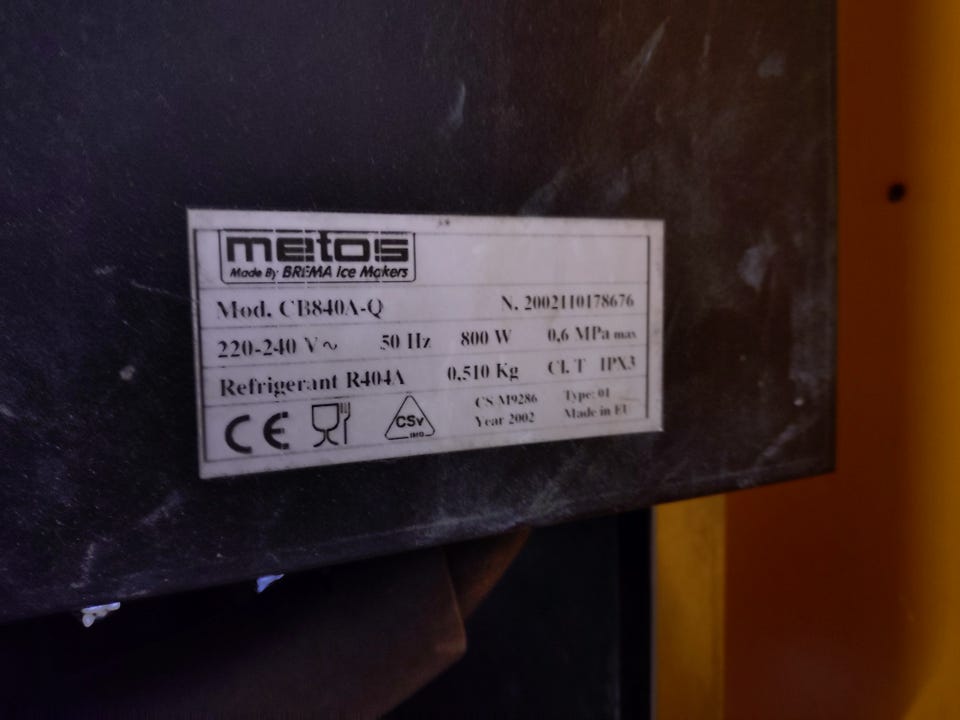 metos
Made By BREMA Ice Makers
Mod. CB840A-Q N. 2002110178676
220-240 V~ 50 Hz 800 W 0,6 MPa max
Refrigerant R404A 0,510 Kg Cl. T IPX3
CS M9286 Type: 01
Year 2002 Made in EU
CE
CSv
IMQ